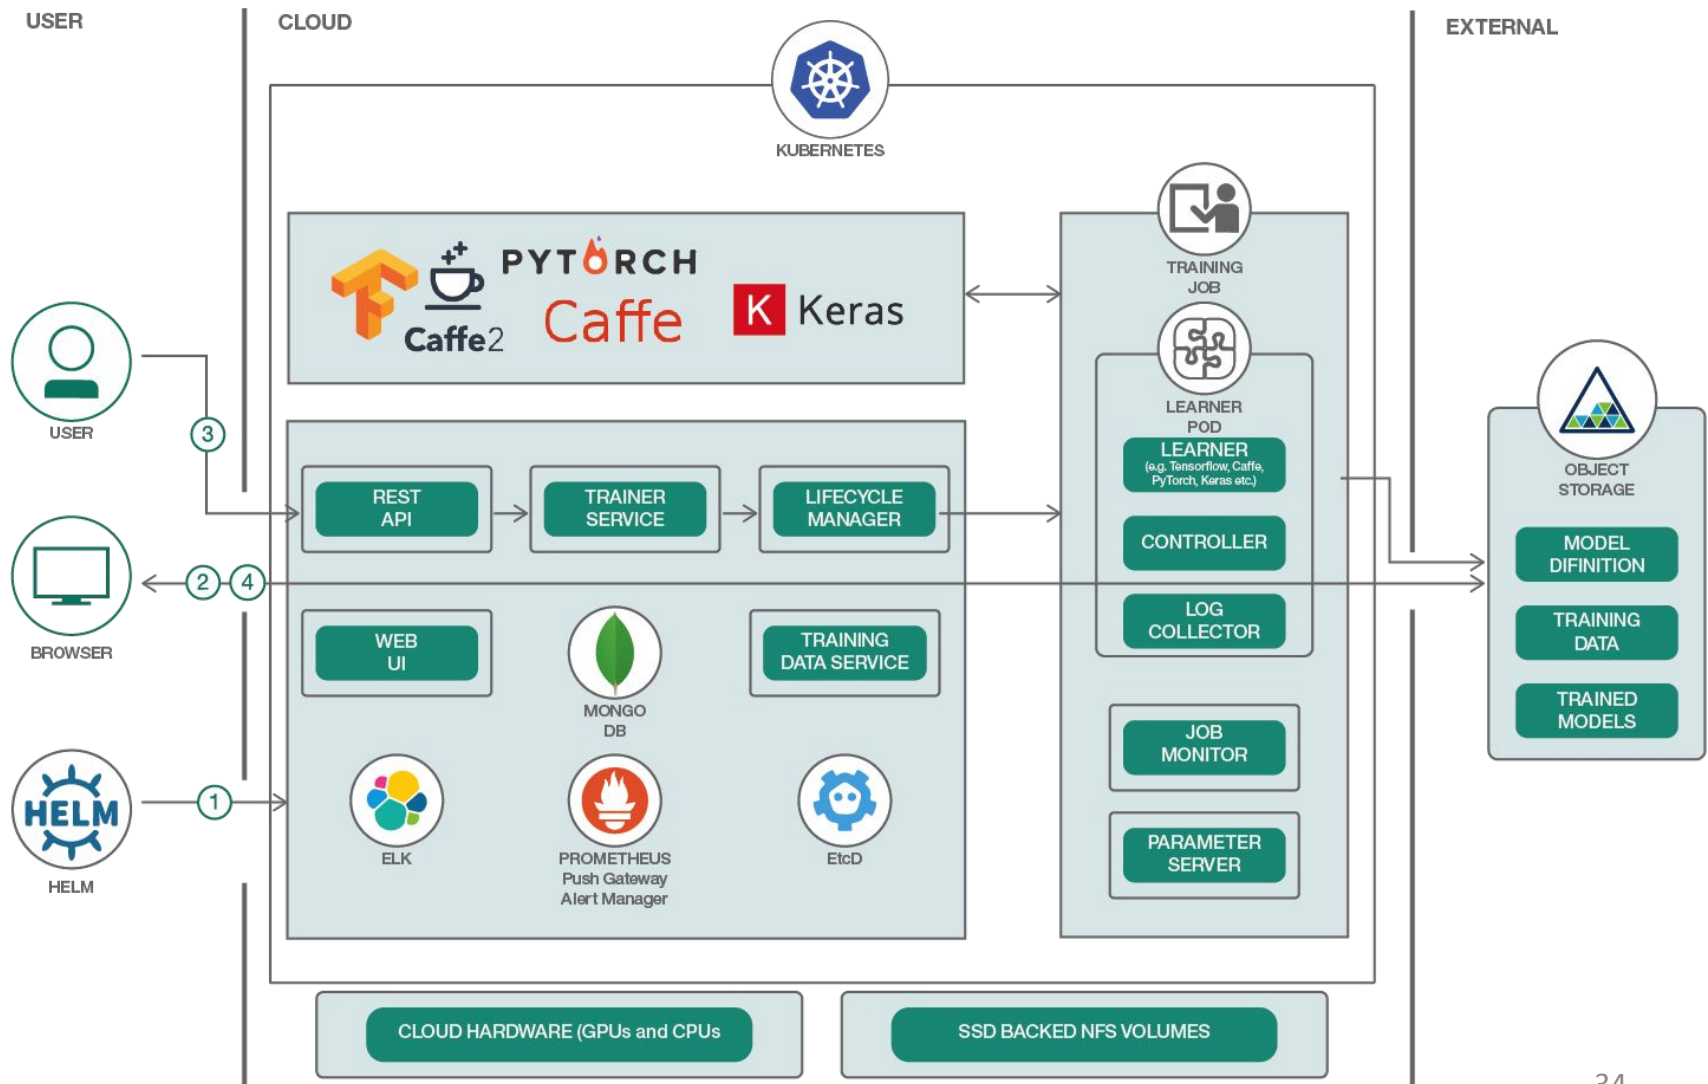 USER
CLOUD
EXTERNAL
KUBERNETES
PYTORCH
Caffe2
Caffe
K Keras
TRAINING
JOB
LEARNER
POD
LEARNER
(e.g. Tensorflow, Caffe,
PyTorch, Keras etc.)
CONTROLLER
LOG
COLLECTOR
JOB
MONITOR
PARAMETER
SERVER
USER
3
REST
API
TRAINER
SERVICE
LIFECYCLE
MANAGER
BROWSER
2
4
WEB
UI
MONGO
DB
TRAINING
DATA SERVICE
HELM
HELM
1
ELK
PROMETHEUS
Push Gateway
Alert Manager
EtcD
OBJECT
STORAGE
MODEL
DIFINITION
TRAINING
DATA
TRAINED
MODELS
CLOUD HARDWARE (GPUs and CPUs
SSD BACKED NFS VOLUMES
34